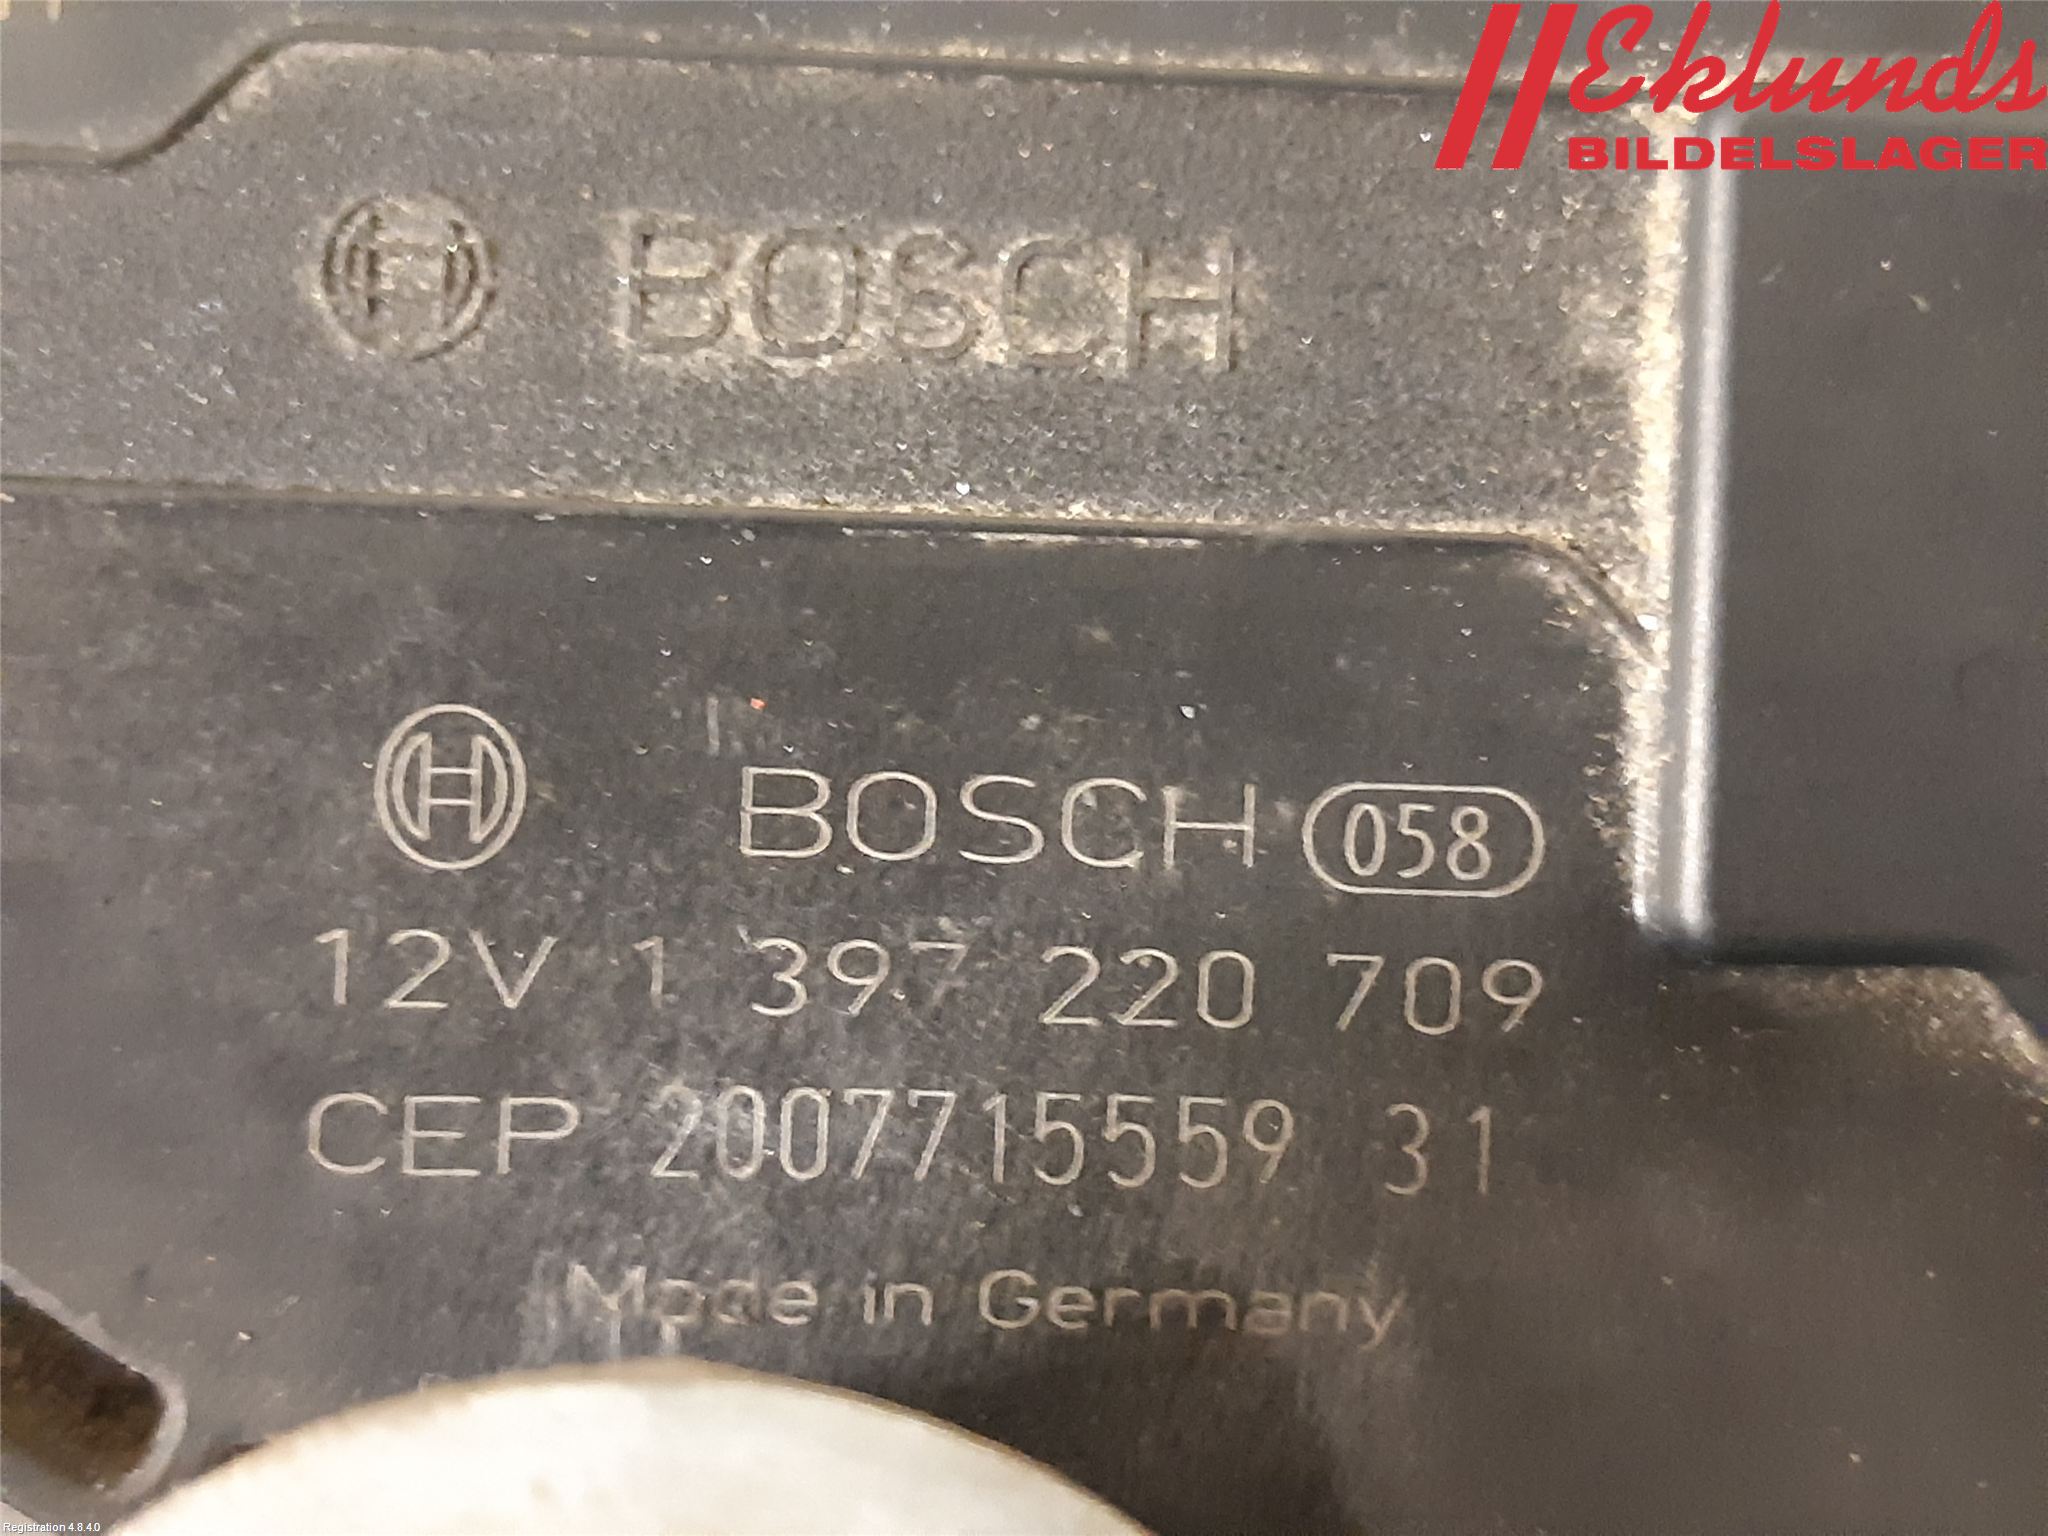 Eklunds
BILDELSLAGER
BOSCH
BOSCH 058
12V 1 397 220 709
CEP 2007715559 31
Made in Germany
Registration 4.8.4.0